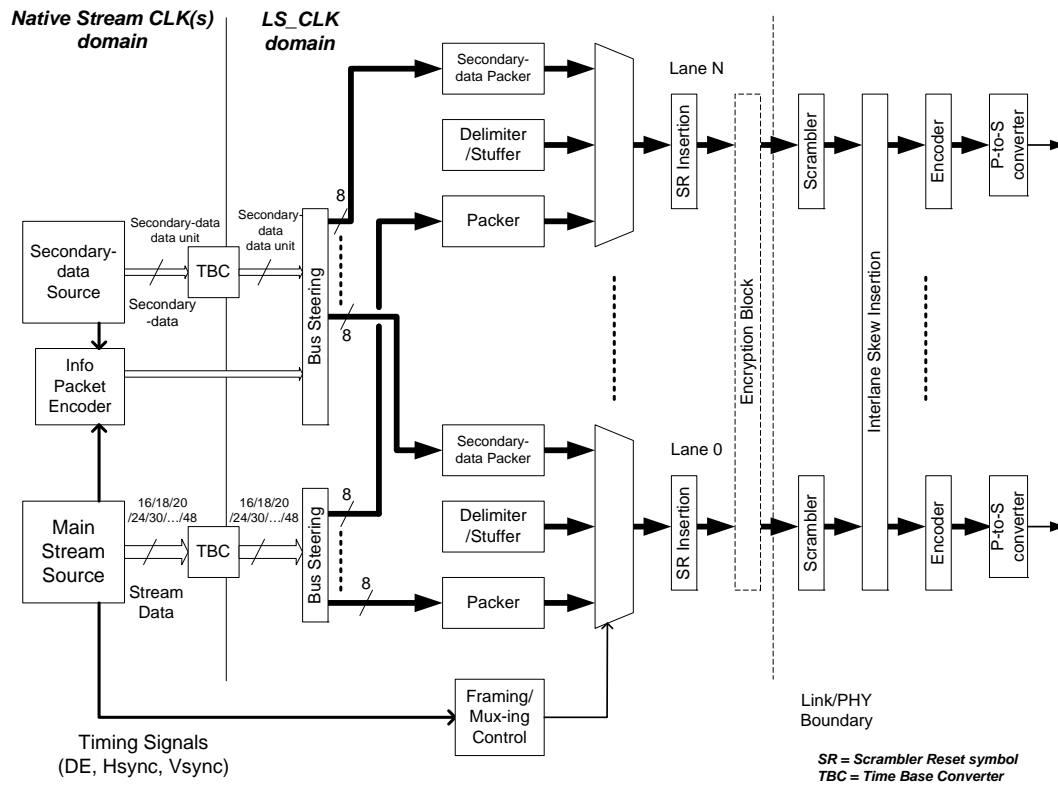 Native Stream CLK(s)
domain
LS_CLK
domain
Secondary-
data Packer
Delimiter
/Stuffer
Packer
Lane N
SR Insertion
Encryption Block
Scrambler
Interlane Skew Insertion
Encoder
P-to-S
converter
8
8
Bus Steering
Secondary-
data
Source
Secondary-data
data unit
Secondary
-data
TBC
Secondary-
data
data unit
Info
Packet
Encoder
Main
Stream
Source
16/18/20
/24/30/…/48
Stream
Data
TBC
16/18/20
/24/30/…/48
Bus Steering
8
8
Secondary-
data Packer
Delimiter
/Stuffer
Packer
Lane 0
SR Insertion
Scrambler
Encoder
P-to-S
converter
Framing/
Mux-ing
Control
Timing Signals
(DE, Hsync, Vsync)
Link/PHY
Boundary
SR = Scrambler Reset symbol
TBC = Time Base Converter